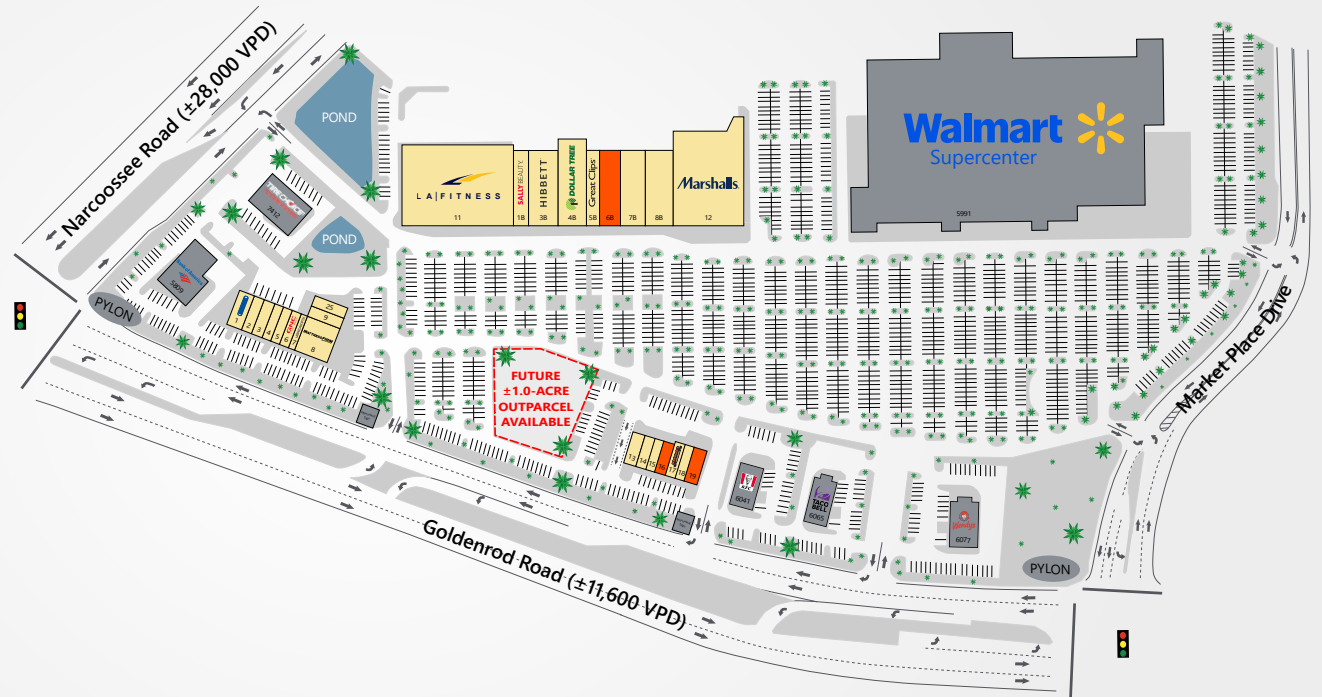 Narcoossee Road (±28,000 VPD)
POND
POND
7412
5809
PYLON
LA|FITNESS
11
SALLY BEAUTY
1B
HIBBETT
3B
DOLLAR TREE
4B
Great Clips
5B
6B
7B
8B
Marshalls
12
Walmart
Supercenter
5991
1
2
3
4
5
6
8
9
FUTURE
±1.0-ACRE
OUTPARCEL
AVAILABLE
13
14
15
16
17
18
19
KFC
6041
TACO
BELL
6065
Wendy's
6077
PYLON
Market Place Drive
Goldenrod Road (±11,600 VPD)